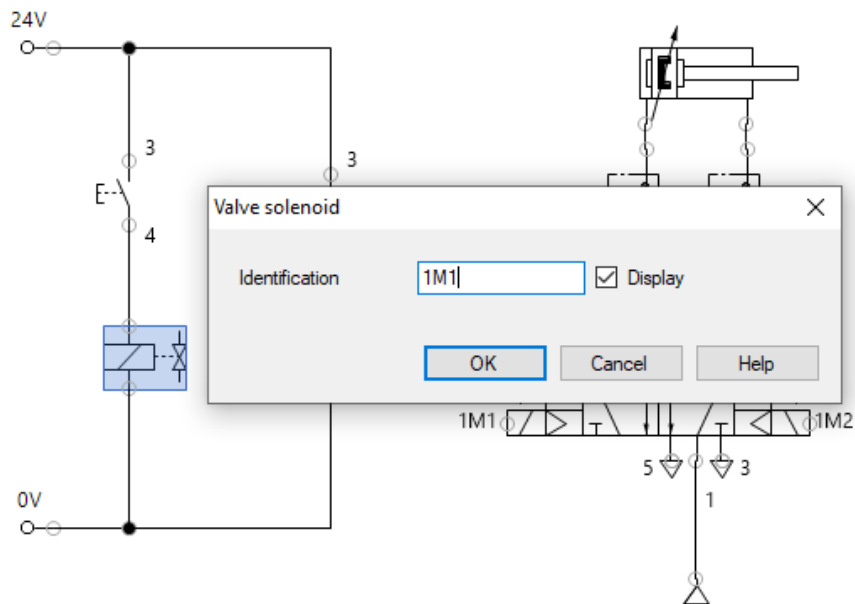 24V
3
3
4
Valve solenoid
Identification
1M1
Display
OK
Cancel
Help
1M1
1M2
5
3
1
0V